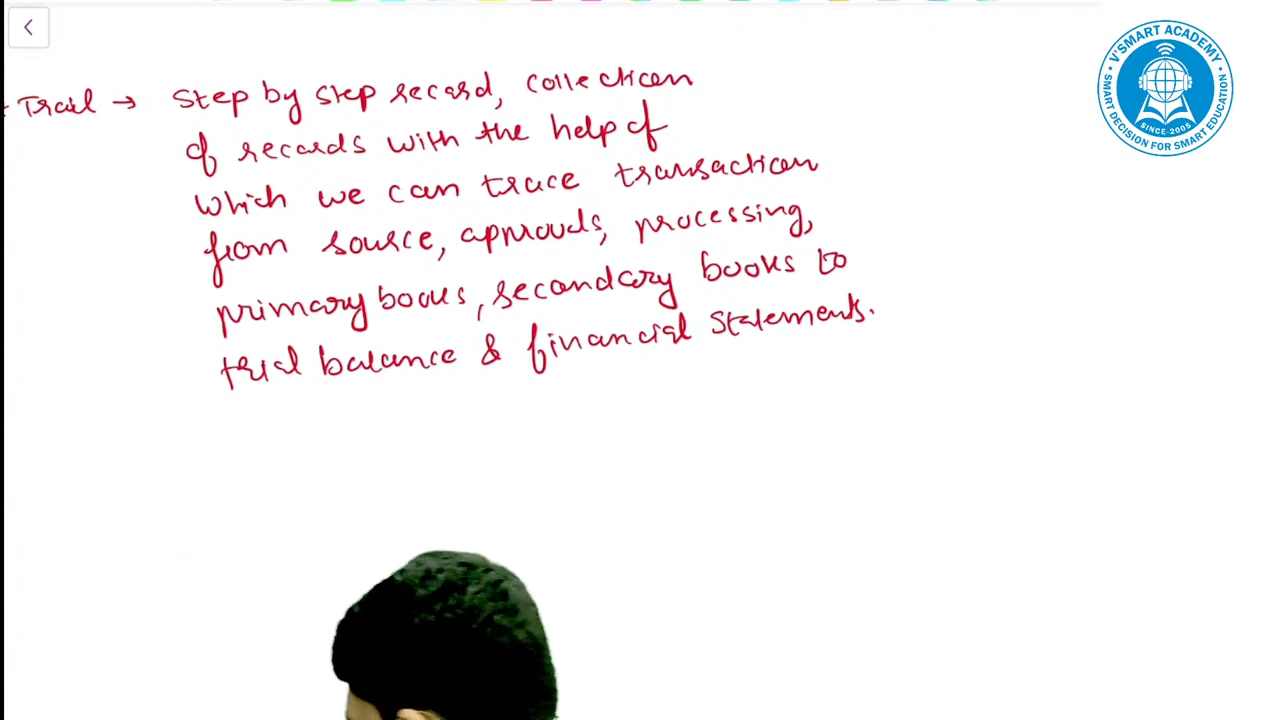 Trail → Step by step record, collection
of records with the help of
which we can trace transaction
from source, approvals, processing,
primary books, secondary books to
trial balance & financial statements.
V'SMART ACADEMY
SMART DECISION FOR SMART EDUCATION
SINCE-2005